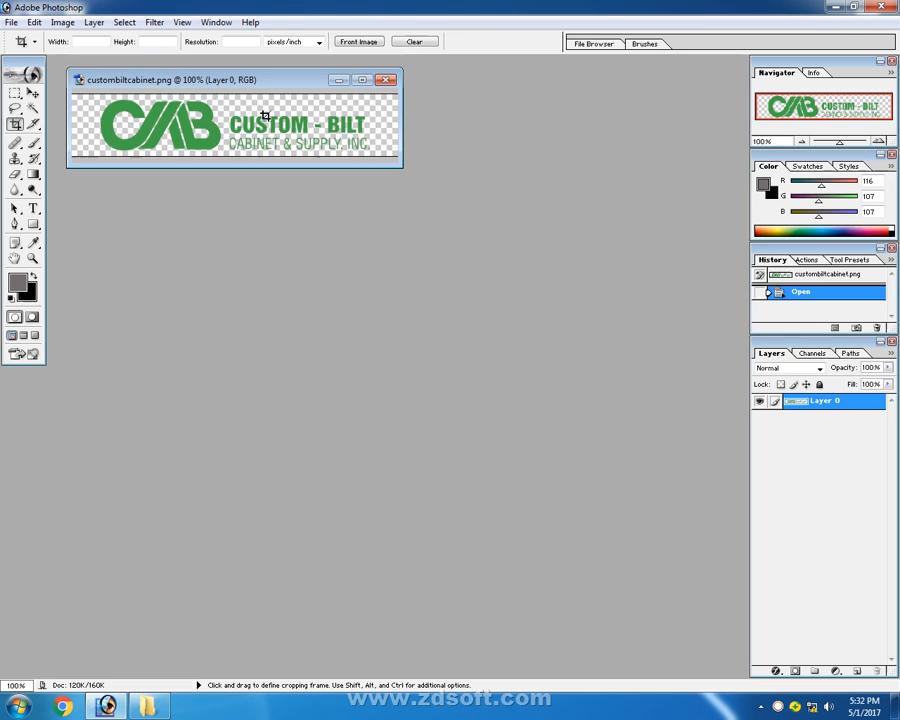 Adobe Photoshop
File Edit Image Layer Select Filter View Window Help
Width: Height: Resolution: pixels/inch Front Image Clear File Browser Brushes
custombiltcabinet.png @ 100% (Layer 0, RGB)
CMB CUSTOM - BILT
CABINET & SUPPLY, INC.
Navigator Info
CUSTOM - BILT
100%
Color Swatches Styles
R 116
G 107
B 107
History Actions Tool Presets
custombiltcabinet.png
Open
Layers Channels Paths
Normal Opacity: 100%
Lock: Fill: 100%
Layer 0
100% Doc: 120K/160K Click and drag to define cropping frame. Use Shift, Alt, and Ctrl for additional options.
www.zdsoft.com
5:32 PM
5/1/2017